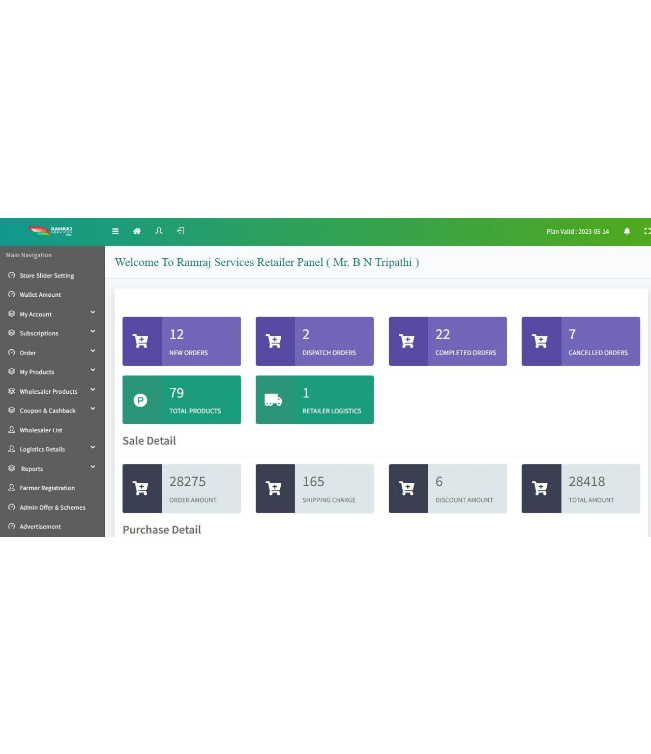 RAMRAJ
SERVICES
Plan Valid : 2023-05-14
Main Navigation
Store Slider Setting
Wallet Amount
My Account
Subscriptions
Order
My Products
Wholesaler Products
Coupon & Cashback
Wholesaler List
Logistics Details
Reports
Farmer Registration
Admin Offer & Schemes
Advertisement
Welcome To Ramraj Services Retailer Panel ( Mr. B N Tripathi )
12
NEW ORDERS
2
DISPATCH ORDERS
22
COMPLETED ORDERS
7
CANCELLED ORDERS
P
79
TOTAL PRODUCTS
1
RETAILER LOGISTICS
Sale Detail
28275
ORDER AMOUNT
165
SHIPPING CHARGE
6
DISCOUNT AMOUNT
28418
TOTAL AMOUNT
Purchase Detail